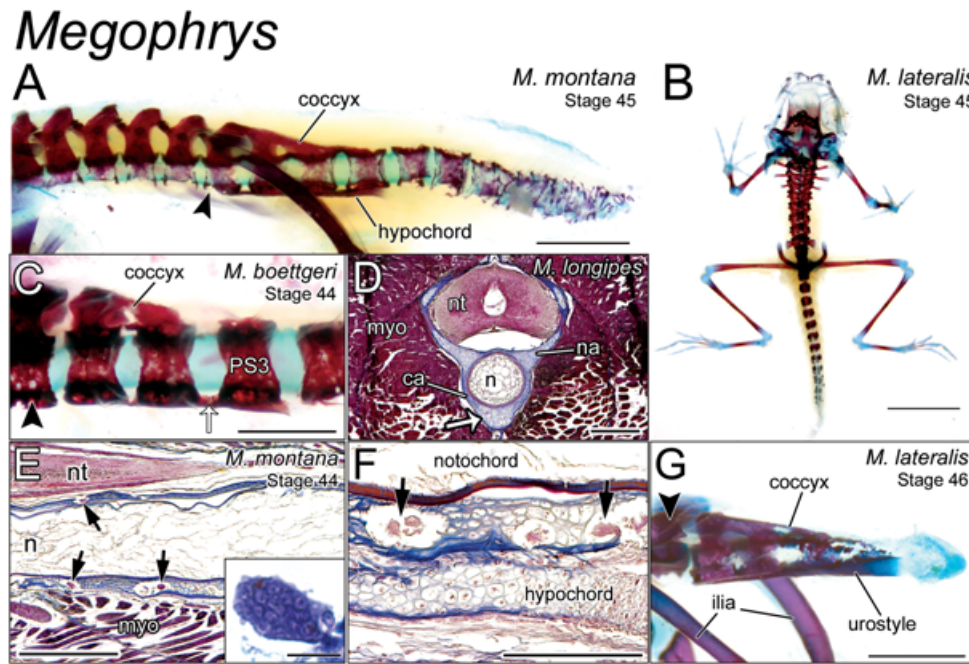 Megophrys
A
M. montana
Stage 45
coccyx
hypochord
B
M. lateralis
Stage 45
C
coccyx
M. boettgeri
Stage 44
PS3
D
M. longipes
nt
myo
na
n
ca
E
M. montana
Stage 44
nt
n
myo
F
notochord
hypochord
G
M. lateralis
Stage 46
coccyx
ilia
urostyle